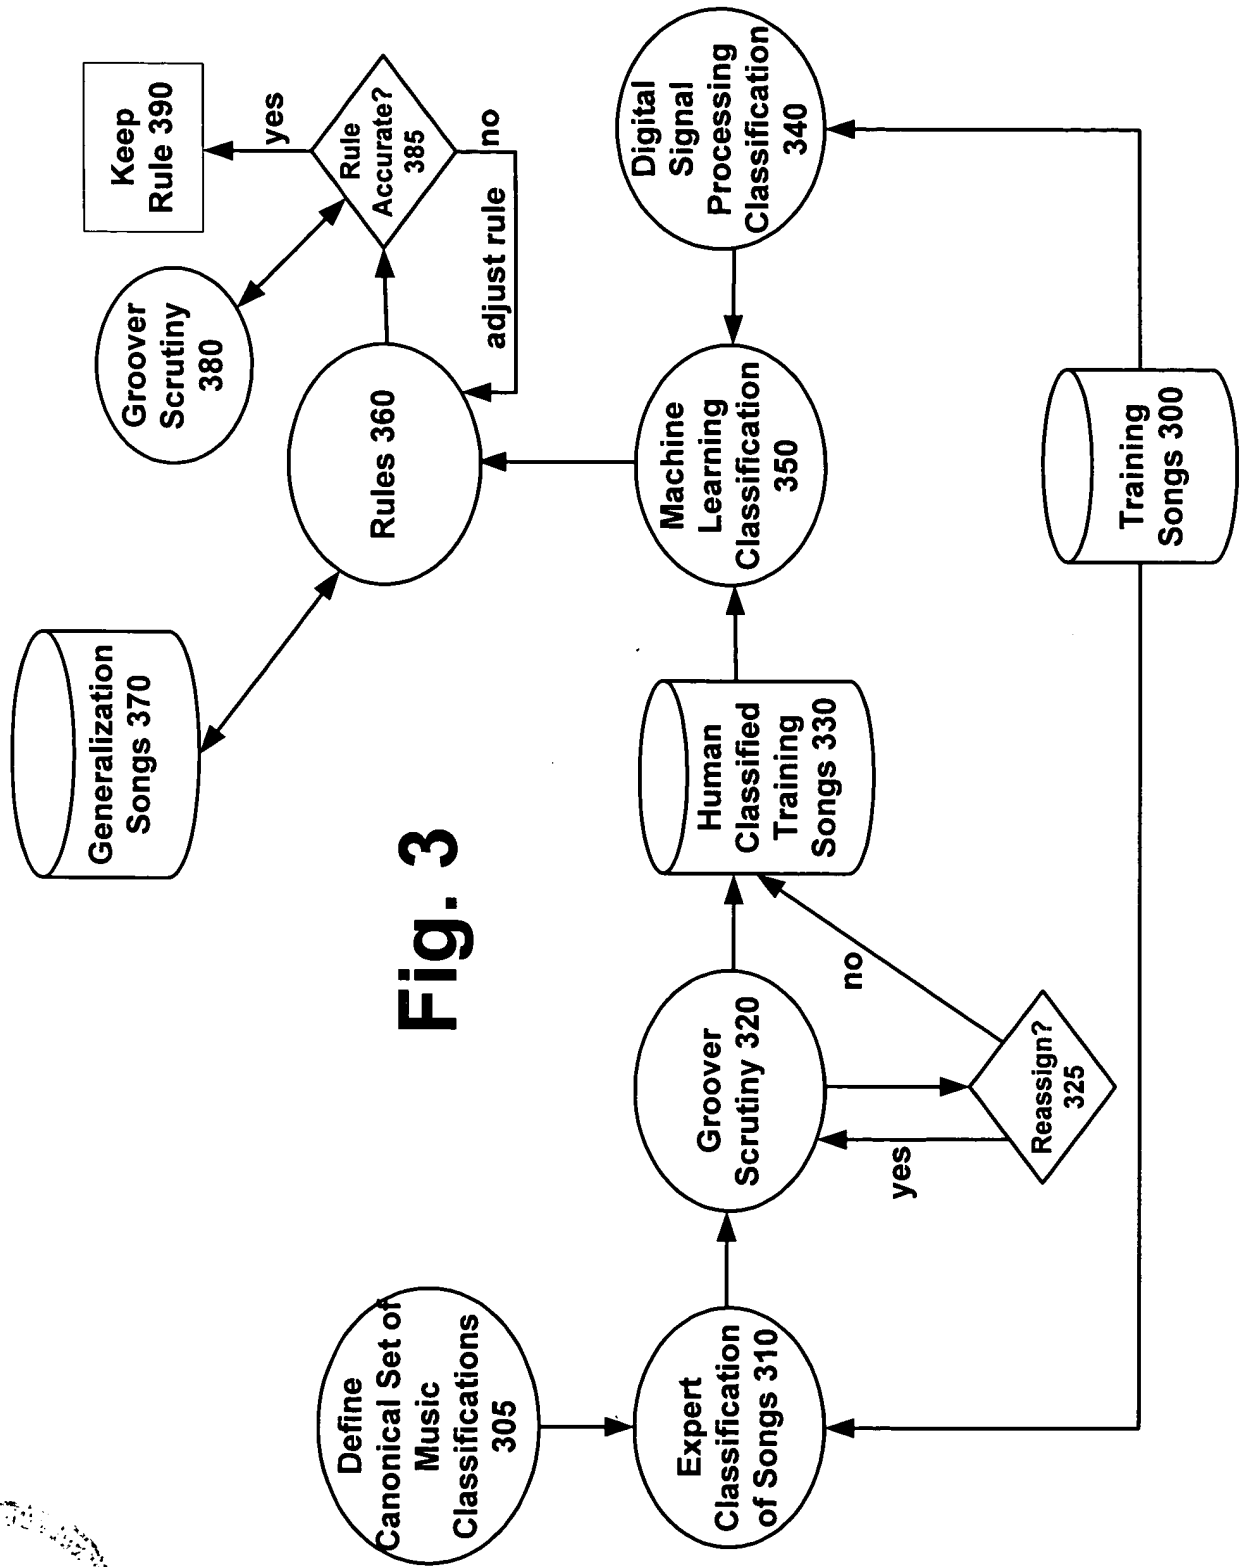 Define
Canonical Set of
Music
Classifications
305
Expert
Classification
of Songs 310
Groover
Scrutiny 320
yes
no
Reassign?
325
Human
Classified
Training
Songs 330
Machine
Learning
Classification
350
Digital
Signal
Processing
Classification
340
Training
Songs 300
Generalization
Songs 370
Rules 360
Groover
Scrutiny
380
Rule
Accurate?
385
yes
no
adjust rule
Keep
Rule 390
Fig. 3